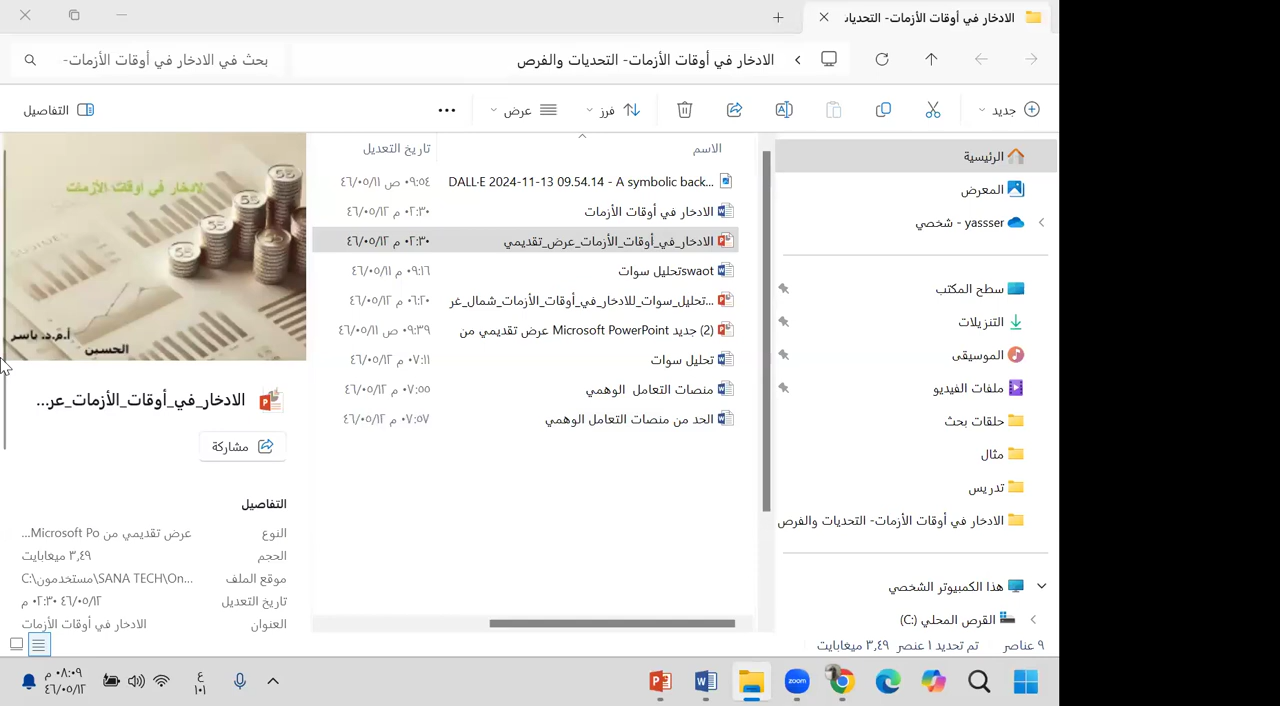 الادخار في أوقات الأزمات- التحديات
الادخار في أوقات الأزمات- التحديات والفرص
بحث في الادخار في أوقات الأزمات-
جديد
فرز
عرض
التفاصيل
الرئيسية
المعرض
yassser - شخصي
سطح المكتب
التنزيلات
الموسيقى
ملفات الفيديو
حلقات بحث
مثال
تدريس
الادخار في أوقات الأزمات- التحديات والفرص
هذا الكمبيوتر الشخصي
القرص المحلي (C:)
الاسم
تاريخ التعديل
DALL·E 2024-11-13 09.54.14 - A symbolic back...
٠٩:٥٤ ص ٤٦/٠٥/١١
الادخار في أوقات الأزمات
٠٢:٣٠ م ٤٦/٠٥/١٢
الادخار_في_أوقات_الأزمات_عرض_تقديمي
٠٢:٣٠ م ٤٦/٠٥/١٢
swaotتحليل سوات
٠٩:١٦ م ٤٦/٠٥/١١
تحليل_سوات_للادخار_في_أوقات_الأزمات_شمال_غر...
٠٦:٢٠ م ٤٦/٠٥/١٢
(2) جديد Microsoft PowerPoint عرض تقديمي من
٠٩:٣٩ ص ٤٦/٠٥/١١
تحليل سوات
٠٧:١١ م ٤٦/٠٥/١٢
منصات التعامل الوهمي
٠٧:٥٥ م ٤٦/٠٥/١٢
الحد من منصات التعامل الوهمي
٠٧:٥٧ م ٤٦/٠٥/١٢
الادخار في أوقات الأزمات
أ.م.د. ياسر
الحسين
الادخار_في_أوقات_الأزمات_عر...
مشاركة
التفاصيل
النوع
عرض تقديمي من Microsoft Po...
الحجم
٣,٤٩ ميغابايت
موقع الملف
C:\مستخدمون\SANA TECH\On...
تاريخ التعديل
٤٦/٠٥/١٢ ٠٢:٣٠ م
العنوان
الادخار في أوقات الأزمات
٩ عناصر
تم تحديد ١ عنصر ٣,٤٩ ميغابايت
zoom
ع
١٠١
٠٨:٠٩ م
٤٦/٠٥/١٢